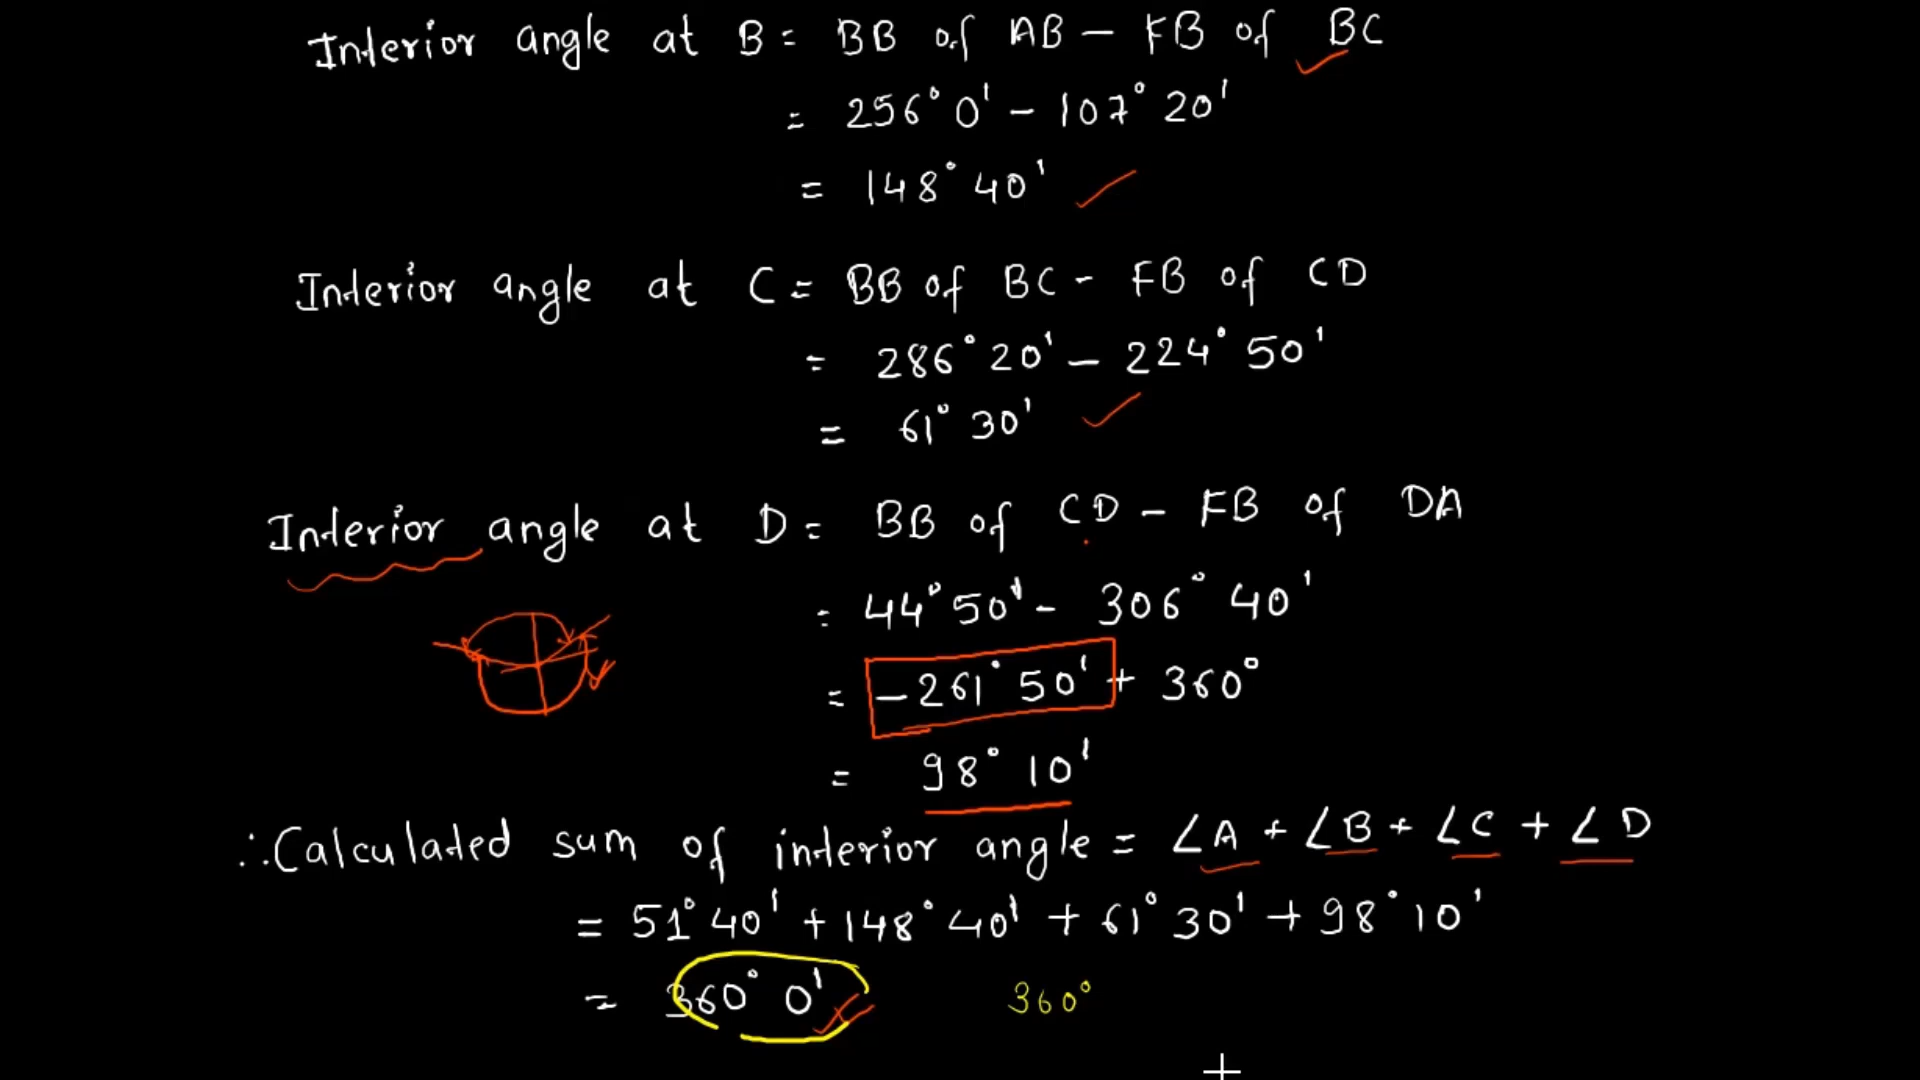 Interior angle at B = BB of AB - FB of BC
= 256° 0' - 107° 20'
= 148° 40'
Interior angle at C = BB of BC - FB of CD
= 286° 20' - 224° 50'
= 61° 30'
Interior angle at D = BB of CD - FB of DA
= 44° 50' - 306° 40'
= -261° 50' + 360°
= 98° 10'
∴ Calculated sum of interior angle = ∠A + ∠B + ∠C + ∠D
= 51° 40' + 148° 40' + 61° 30' + 98° 10'
= 360° 0' 360°